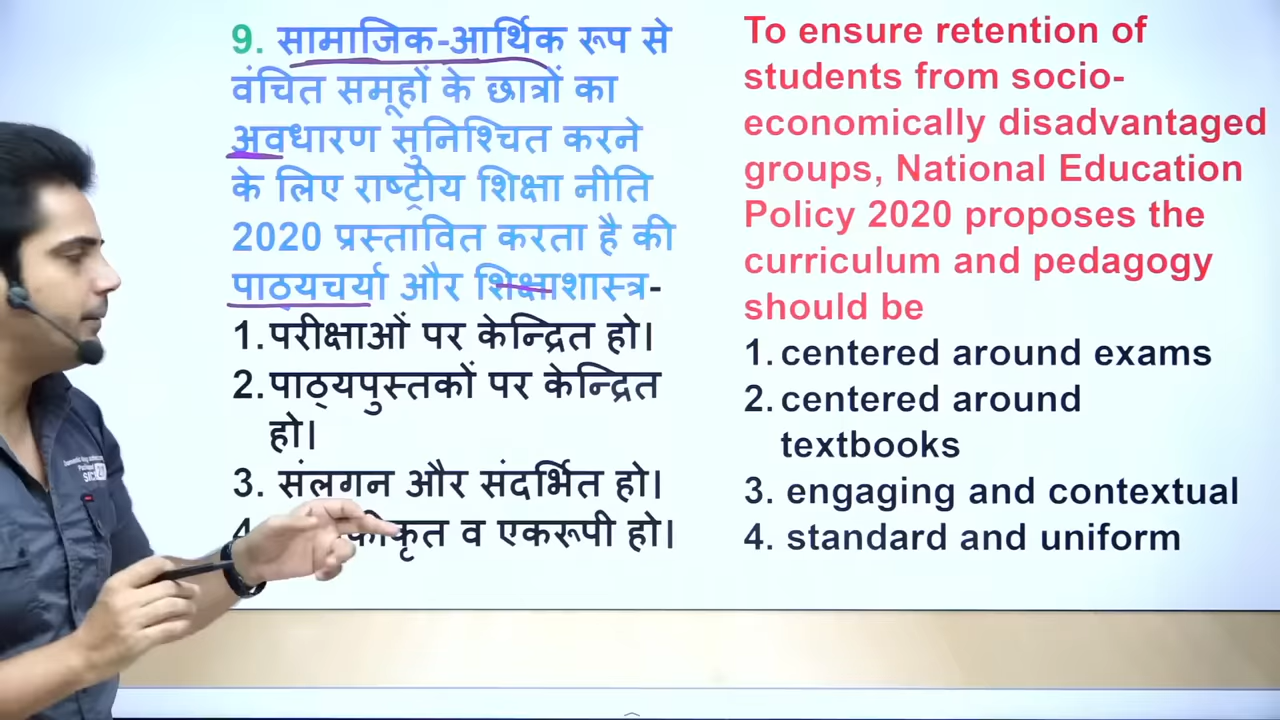 9. सामाजिक-आर्थिक रूप से
वंचित समूहों के छात्रों का
अवधारण सुनिश्चित करने
के लिए राष्ट्रीय शिक्षा नीति
2020 प्रस्तावित करता है की
पाठ्यचर्या और शिक्षाशास्त्र-
1. परीक्षाओं पर केन्द्रित हो।
2. पाठ्यपुस्तकों पर केन्द्रित
हो।
3. संलगन और संदर्भित हो।
4. व एकरूपी हो।
To ensure retention of
students from socio-
economically disadvantaged
groups, National Education
Policy 2020 proposes the
curriculum and pedagogy
should be
1. centered around exams
2. centered around
textbooks
3. engaging and contextual
4. standard and uniform